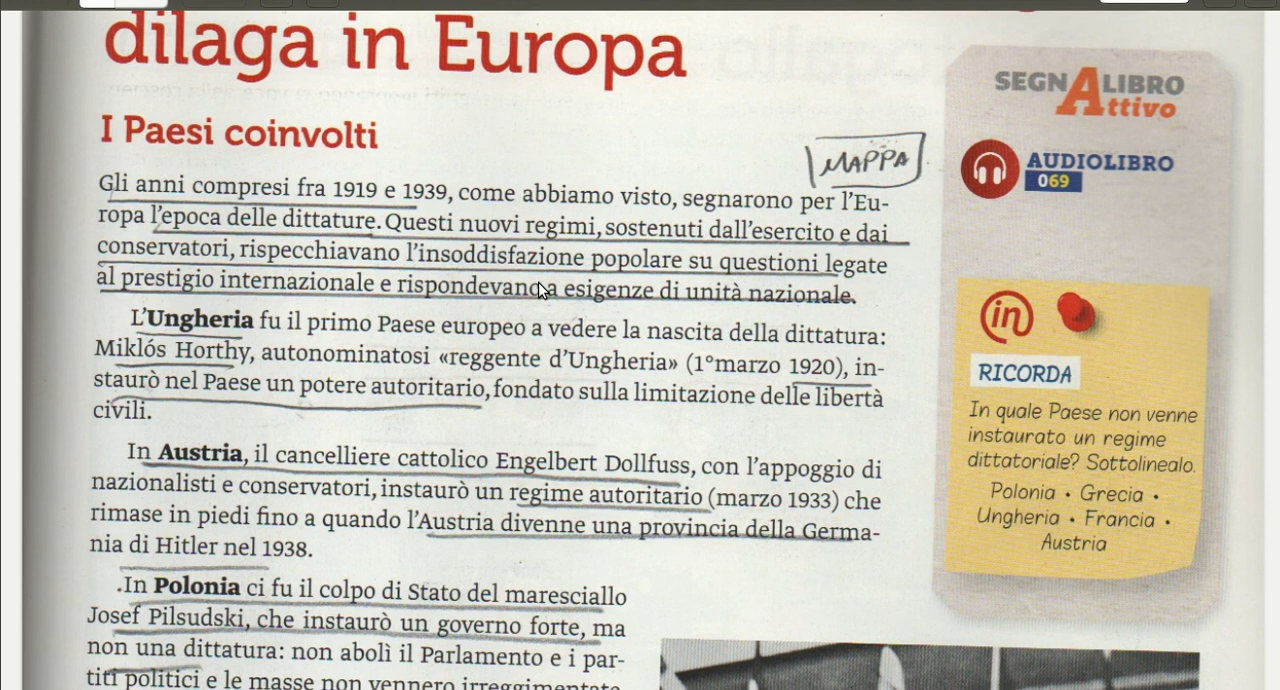 dilaga in Europa
I Paesi coinvolti
MAPPA
Gli anni compresi fra 1919 e 1939, come abbiamo visto, segnarono per l'Eu-
ropa l'epoca delle dittature. Questi nuovi regimi, sostenuti dall'esercito e dai
conservatori, rispecchiavano l'insoddisfazione popolare su questioni legate
al prestigio internazionale e rispondevano a esigenze di unità nazionale.
L'Ungheria fu il primo Paese europeo a vedere la nascita della dittatura:
Miklós Horthy, autonominatosi «reggente d'Ungheria» (1°marzo 1920), in-
staurò nel Paese un potere autoritario, fondato sulla limitazione delle libertà
civili.
In Austria, il cancelliere cattolico Engelbert Dollfuss, con l'appoggio di
nazionalisti e conservatori, instaurò un regime autoritario (marzo 1933) che
rimase in piedi fino a quando l'Austria divenne una provincia della Germa-
nia di Hitler nel 1938.
.In Polonia ci fu il colpo di Stato del maresciallo
Josef Pilsudski, che instaurò un governo forte, ma
non una dittatura: non abolì il Parlamento e i par-
titi politici e le masse non vennero irreggimentate
SEGNALIBRO
Attivo
AUDIOLIBRO
069
in
RICORDA
In quale Paese non venne
instaurato un regime
dittatoriale? Sottolinealo.
Polonia • Grecia •
Ungheria • Francia •
Austria